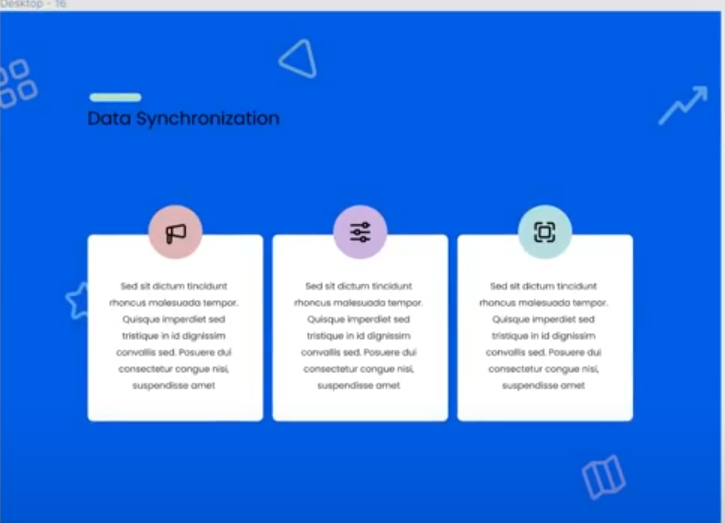 Desktop - 16
Data Synchronization
Sed sit dictum tincidunt
rhoncus malesuada tempor.
Quisque imperdiet sed
tristique in id dignissim
convallis sed. Posuere dui
consectetur congue nisi,
suspendisse amet
Sed sit dictum tincidunt
rhoncus malesuada tempor.
Quisque imperdiet sed
tristique in id dignissim
convallis sed. Posuere dui
consectetur congue nisi,
suspendisse amet
Sed sit dictum tincidunt
rhoncus malesuada tempor.
Quisque imperdiet sed
tristique in id dignissim
convallis sed. Posuere dui
consectetur congue nisi,
suspendisse amet